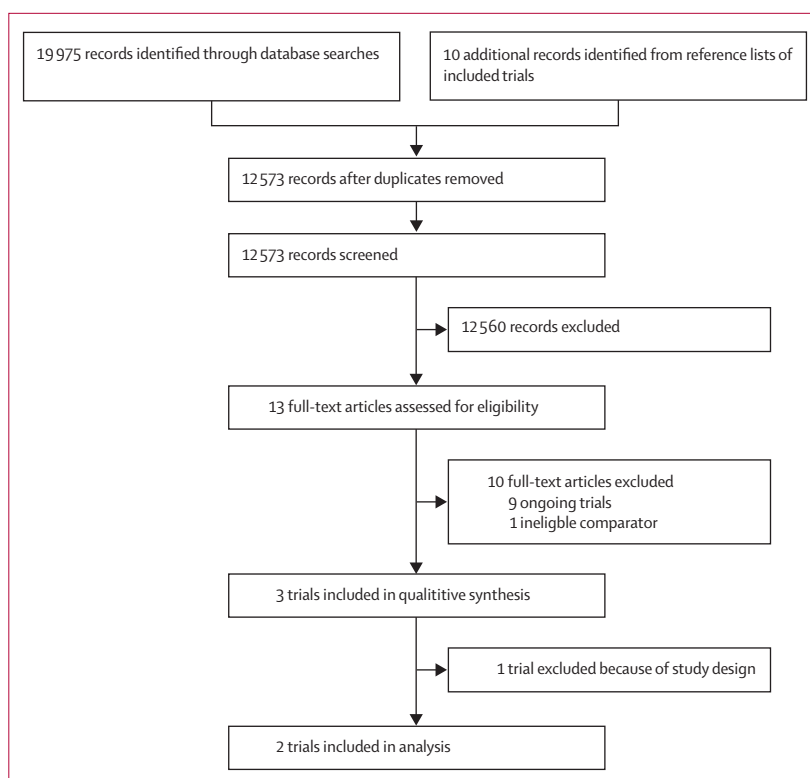 19 975 records identified through database searches
10 additional records identified from reference lists of
included trials
12 573 records after duplicates removed
12 573 records screened
12 560 records excluded
13 full-text articles assessed for eligibility
10 full-text articles excluded
9 ongoing trials
1 ineligble comparator
3 trials included in qualititive synthesis
1 trial excluded because of study design
2 trials included in analysis